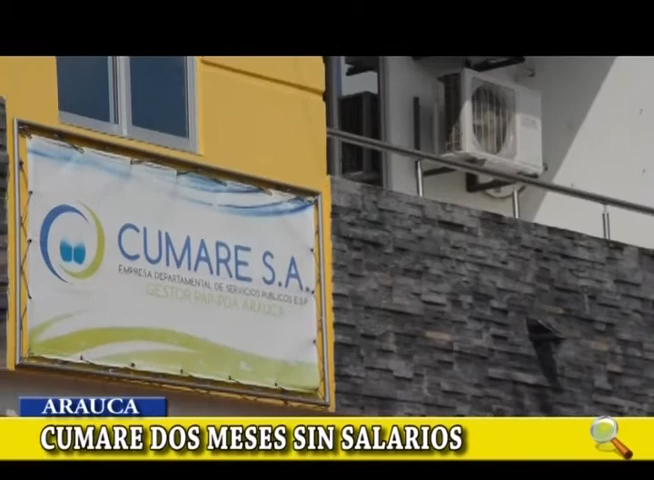 CUMARE S.A.
EMPRESA DEPARTAMENTAL DE SERVICIOS PUBLICOS E.S.P
GESTOR PAP-PDA ARAUCA
ARAUCA
CUMARE DOS MESES SIN SALARIOS